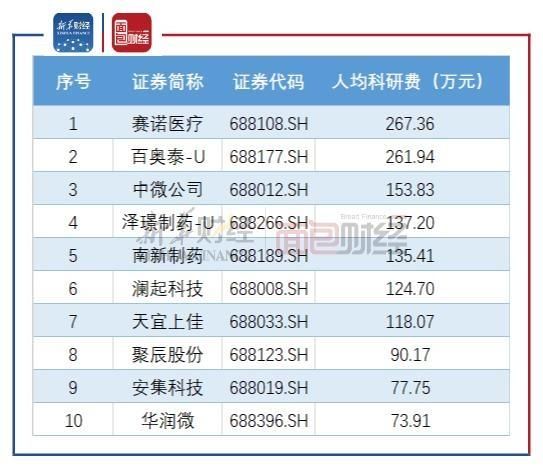 新华财经
XINHUA FINANCE
面包财经
序号 证券简称 证券代码 人均科研费（万元）
1 赛诺医疗 688108.SH 267.36
2 百奥泰-U 688177.SH 261.94
3 中微公司 688012.SH 153.83
4 泽璟制药-U 688266.SH 137.20
5 南新制药 688189.SH 135.41
6 澜起科技 688008.SH 124.70
7 天宜上佳 688033.SH 118.07
8 聚辰股份 688123.SH 90.17
9 安集科技 688019.SH 77.75
10 华润微 688396.SH 73.91
新华财经
XINHUA FINANCE
Bread Finance
面包财经